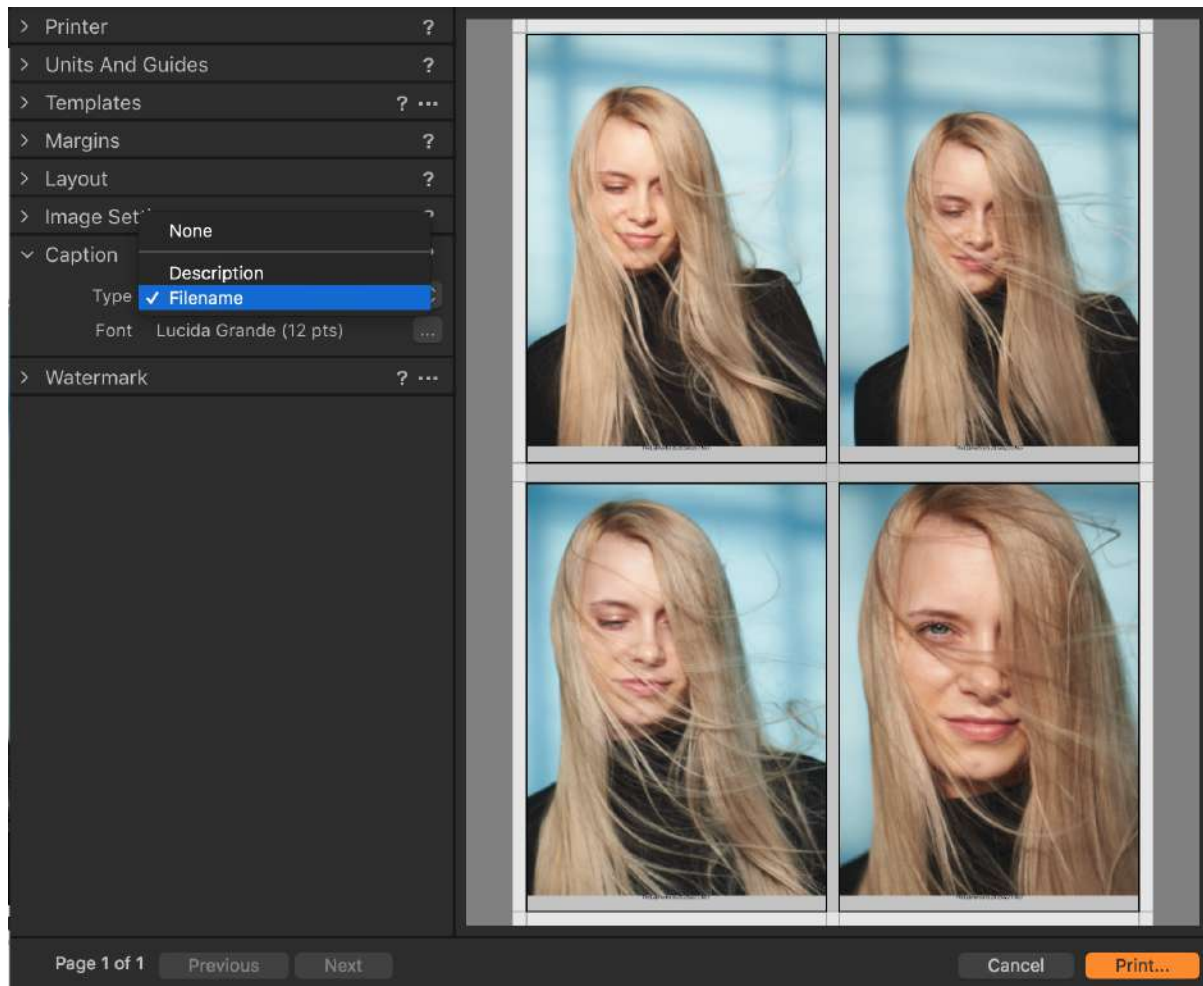 > Printer ?
> Units And Guides ?
> Templates ? ...
> Margins ?
> Layout ?
> Image Set
None
Caption
Description
Type ✓ Filename
Font Lucida Grande (12 pts) ...
> Watermark ? ...
Page 1 of 1 Previous Next Cancel Print...